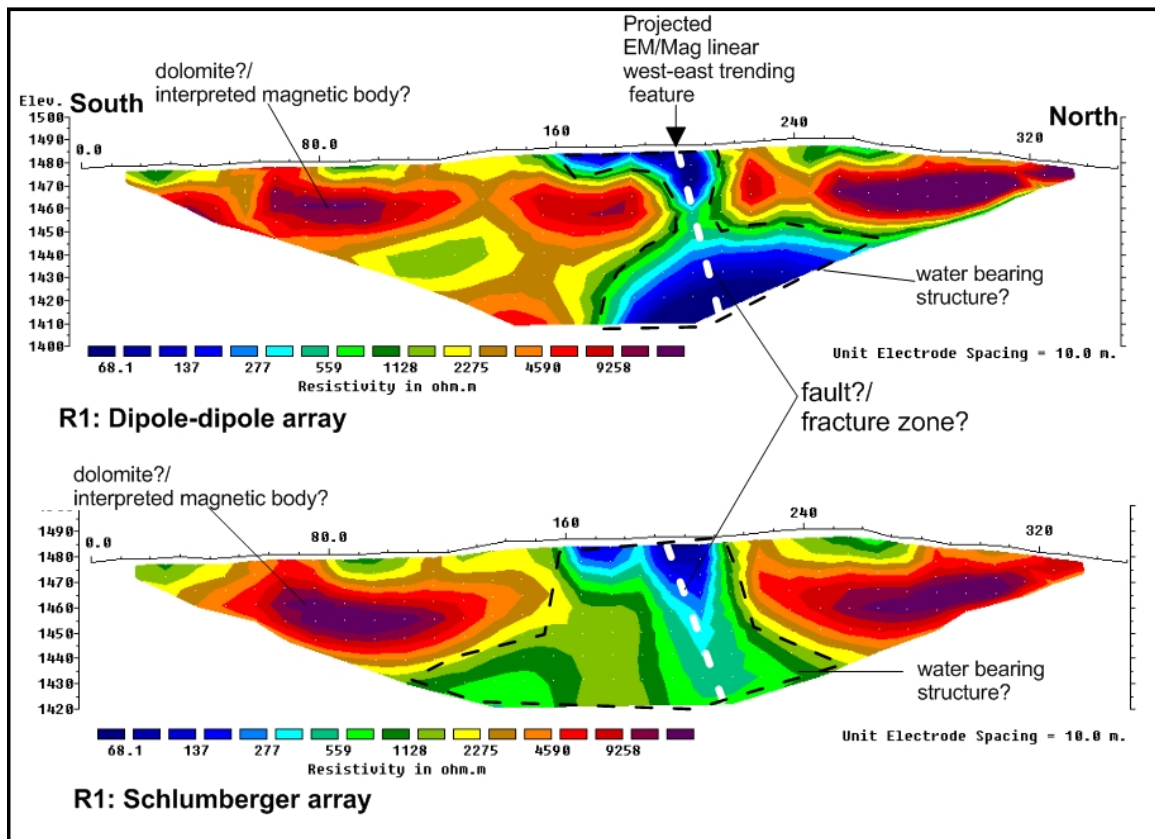 Projected
EM/Mag linear
west-east trending
feature
dolomite?/
interpreted magnetic body?
Elev. South
North
1500
1490
1480
1470
1460
1450
1440
1430
1420
1410
1400
0.0 80.0 160 240 320
water bearing
structure?
68.1 137 277 559 1128 2275 4590 9258
Resistivity in ohm.m
Unit Electrode Spacing = 10.0 m.
R1: Dipole-dipole array
fault?/
fracture zone?
dolomite?/
interpreted magnetic body?
1490
1480
1470
1460
1450
1440
1430
1420
0.0 80.0 160 240 320
water bearing
structure?
68.1 137 277 559 1128 2275 4590 9258
Resistivity in ohm.m
Unit Electrode Spacing = 10.0 m.
R1: Schlumberger array